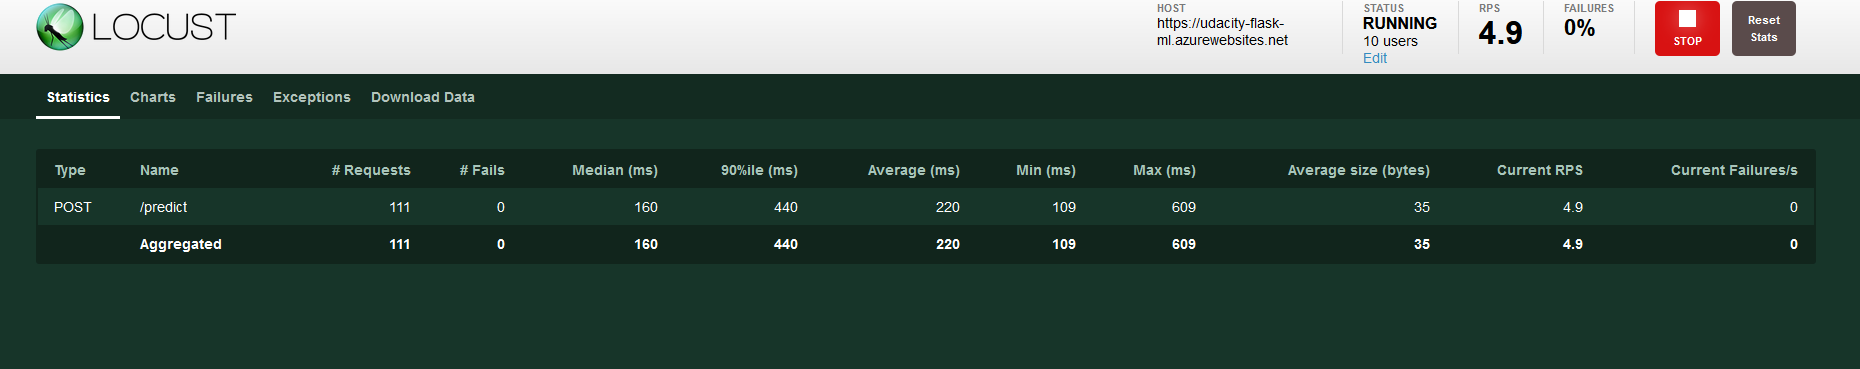 LOCUST
HOST
https://udacity-flask-
ml.azurewebsites.net
STATUS
RUNNING
10 users
Edit
RPS
4.9
FAILURES
0%
STOP
Reset
Stats
Statistics Charts Failures Exceptions Download Data
Type Name # Requests # Fails Median (ms) 90%ile (ms) Average (ms) Min (ms) Max (ms) Average size (bytes) Current RPS Current Failures/s
POST /predict 111 0 160 440 220 109 609 35 4.9 0
Aggregated 111 0 160 440 220 109 609 35 4.9 0